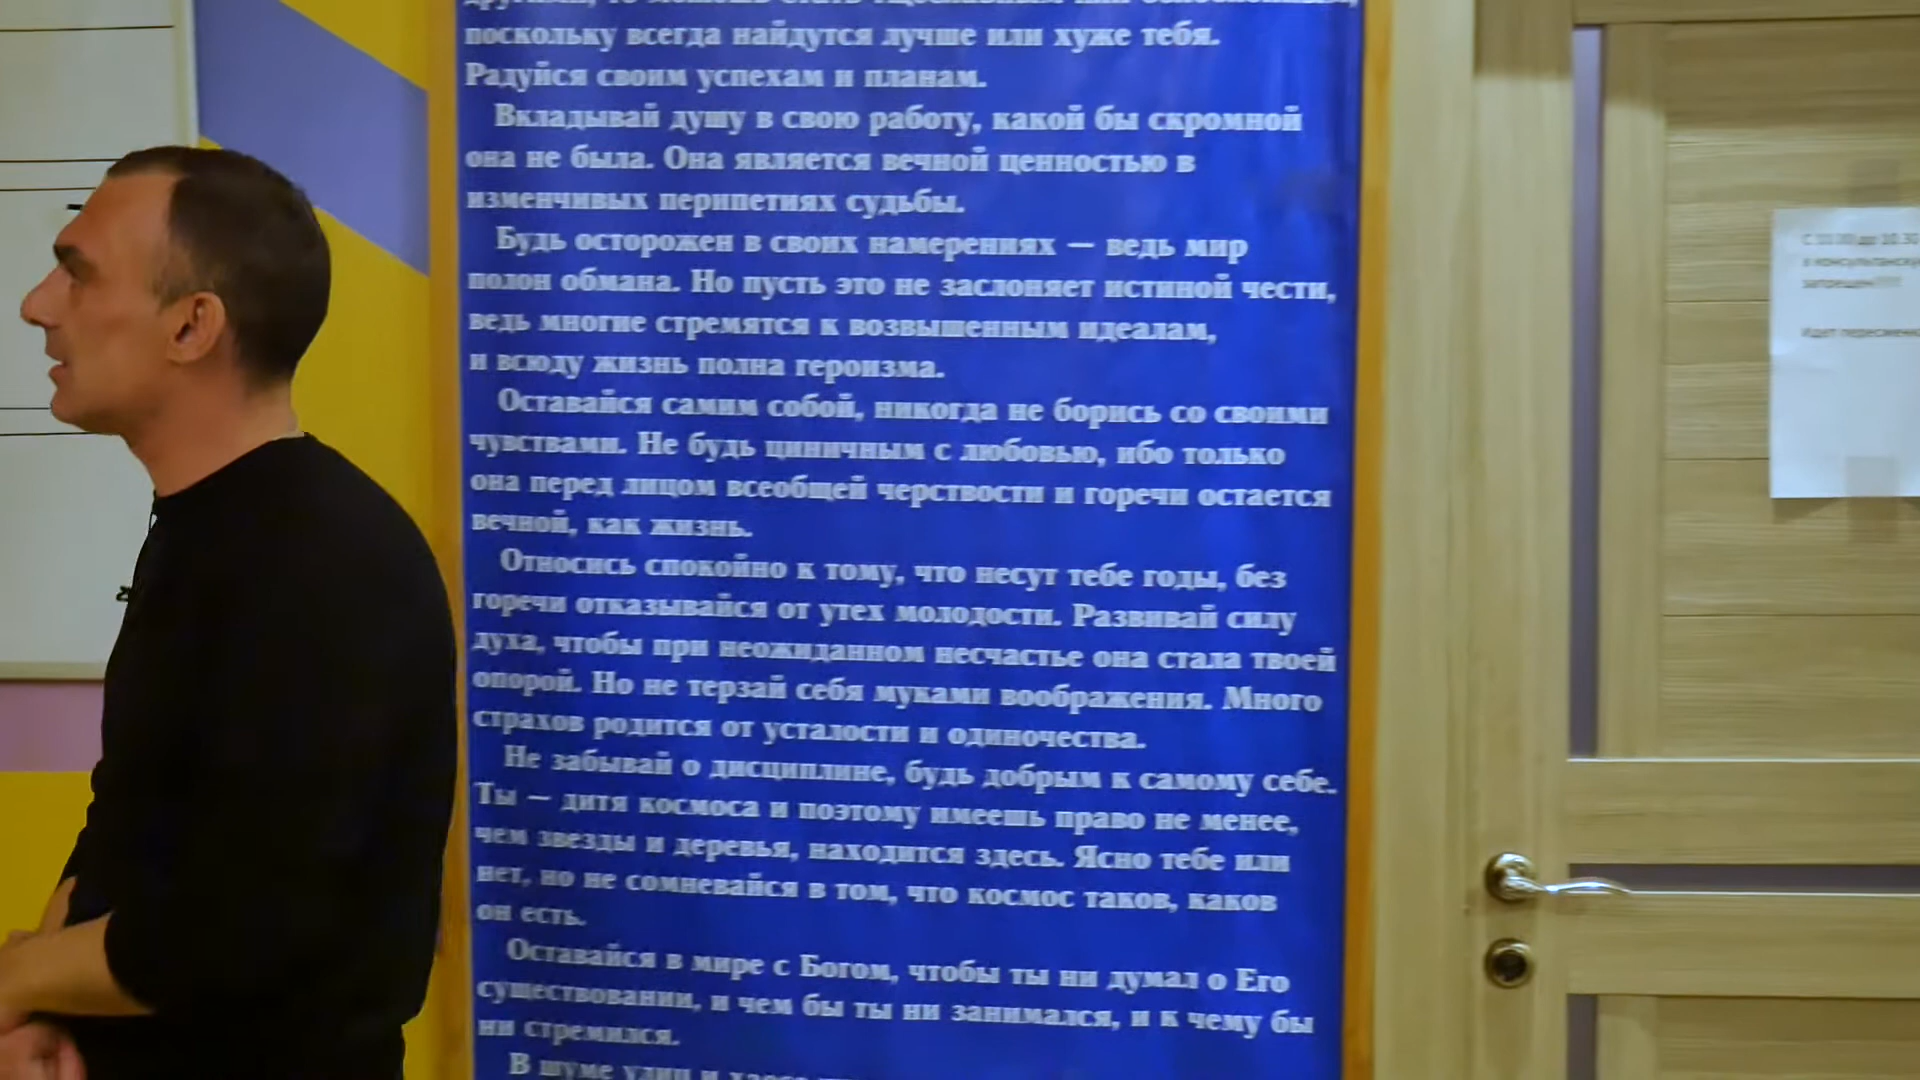 поскольку всегда найдутся лучше или хуже тебя.
Радуйся своим успехам и планам.
Вкладывай душу в свою работу, какой бы скромной
она не была. Она является вечной ценностью в
изменчивых перипетиях судьбы.
Будь осторожен в своих намерениях — ведь мир
полон обмана. Но пусть это не заслоняет истиной чести,
ведь многие стремятся к возвышенным идеалам,
и всюду жизнь полна героизма.
Оставайся самим собой, никогда не борись со своими
чувствами. Не будь циничным с любовью, ибо только
она перед лицом всеобщей черствости и горечи остается
вечной, как жизнь.
Относись спокойно к тому, что несут тебе годы, без
горечи отказывайся от утех молодости. Развивай силу
духа, чтобы при неожиданном несчастье она стала твоей
опорой. Но не терзай себя муками воображения. Много
страхов родится от усталости и одиночества.
Не забывай о дисциплине, будь добрым к самому себе.
Ты — дитя космоса и поэтому имеешь право не менее,
чем звезды и деревья, находится здесь. Ясно тебе или
нет, но не сомневайся в том, что космос таков, каков
он есть.
Оставайся в мире с Богом, чтобы ты ни думал о Его
существовании, и чем бы ты ни занимался, и к чему бы
ни стремился.
В шуме улиц и